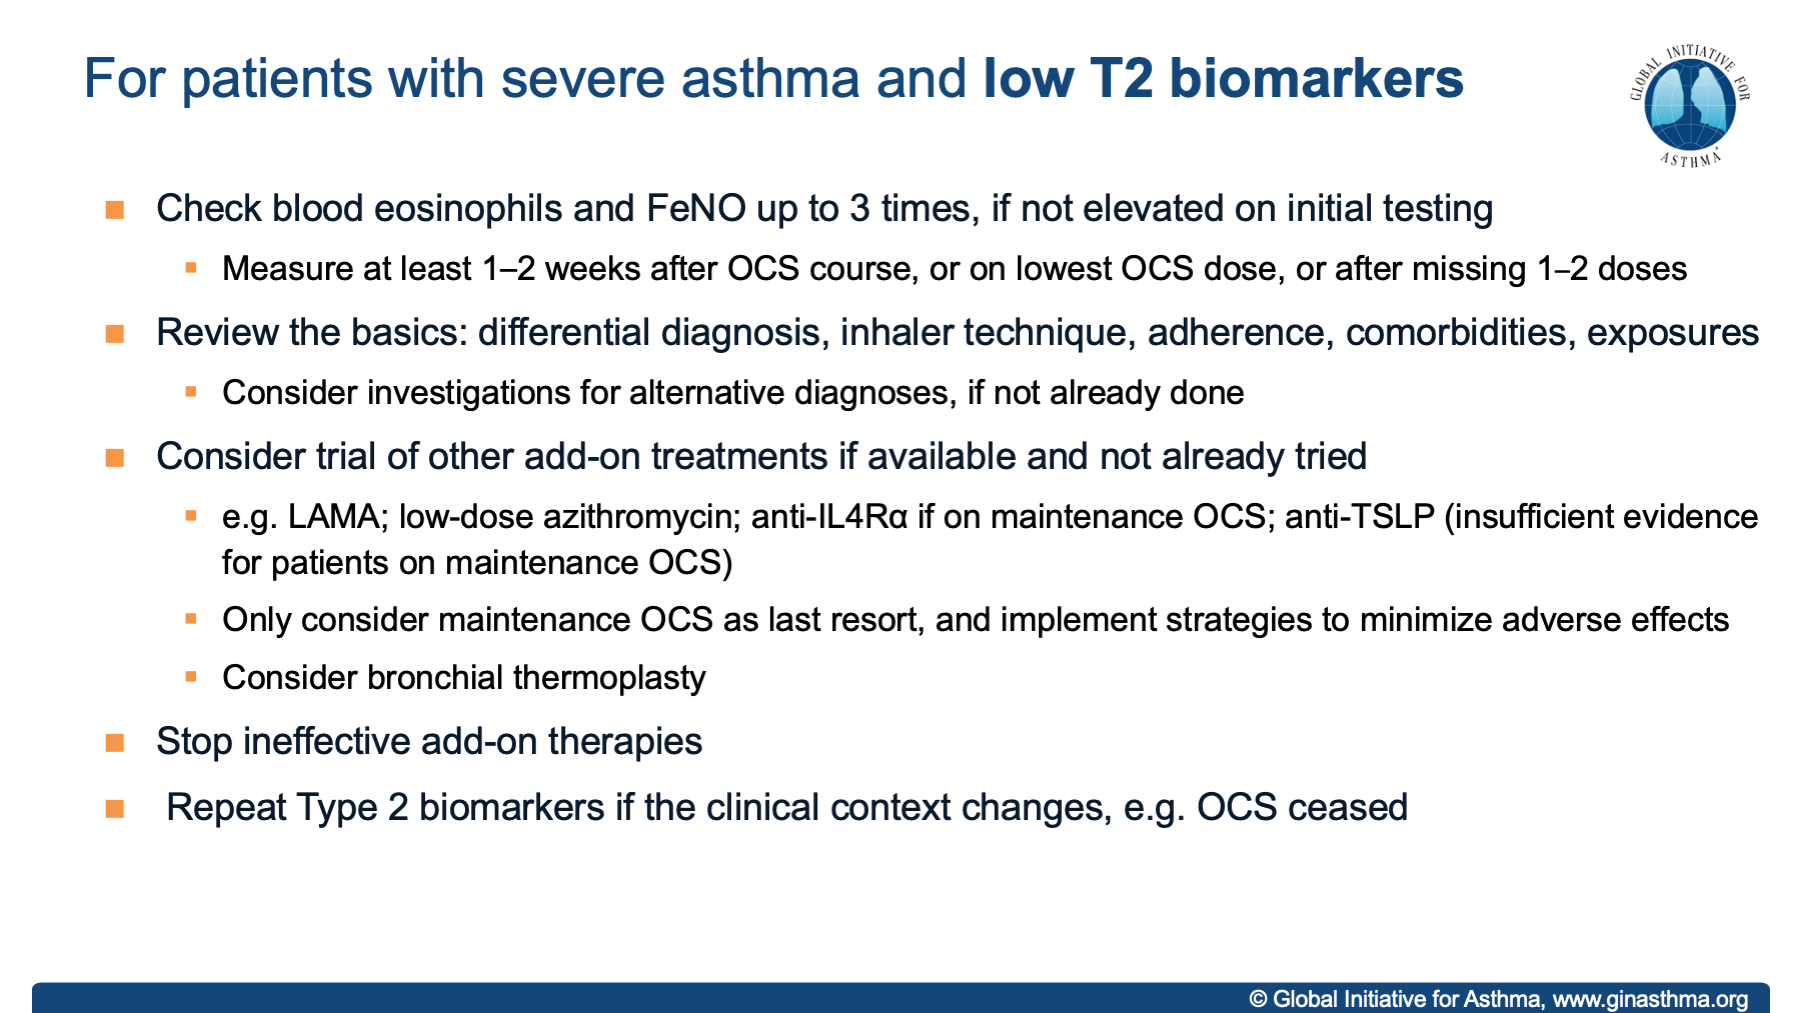 For patients with severe asthma and low T2 biomarkers
GLOBAL INITIATIVE FOR
ASTHMA
Check blood eosinophils and FeNO up to 3 times, if not elevated on initial testing
Measure at least 1–2 weeks after OCS course, or on lowest OCS dose, or after missing 1–2 doses
Review the basics: differential diagnosis, inhaler technique, adherence, comorbidities, exposures
Consider investigations for alternative diagnoses, if not already done
Consider trial of other add-on treatments if available and not already tried
e.g. LAMA; low-dose azithromycin; anti-IL4Rα if on maintenance OCS; anti-TSLP (insufficient evidence
for patients on maintenance OCS)
Only consider maintenance OCS as last resort, and implement strategies to minimize adverse effects
Consider bronchial thermoplasty
Stop ineffective add-on therapies
Repeat Type 2 biomarkers if the clinical context changes, e.g. OCS ceased
© Global Initiative for Asthma, www.ginasthma.org